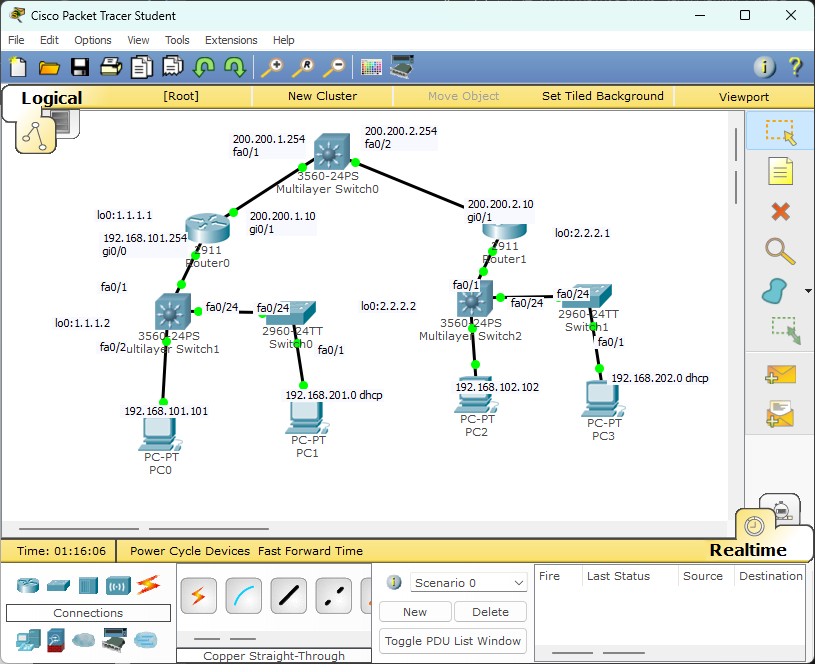 Cisco Packet Tracer Student
File Edit Options View Tools Extensions Help
Logical [Root] New Cluster Move Object Set Tiled Background Viewport
200.200.1.254
fa0/1
200.200.2.254
fa0/2
3560-24PS
Multilayer Switch0
lo0:1.1.1.1
200.200.1.10
gi0/1
192.168.101.254
gi0/0
2911
Router0
200.200.2.10
gi0/1
lo0:2.2.2.1
2911
Router1
fa0/1
fa0/24
fa0/24
lo0:1.1.1.2
3560-24PS
ultilayer Switch1
fa0/2
2960-24TT
Switch0
fa0/1
fa0/1
fa0/24
fa0/24
lo0:2.2.2.2
3560-24PS
Multilayer Switch2
2960-24TT
Switch1
fa0/1
192.168.101.101
PC-PT
PC0
192.168.201.0 dhcp
PC-PT
PC1
192.168.102.102
PC-PT
PC2
192.168.202.0 dhcp
PC-PT
PC3
Time: 01:16:06 Power Cycle Devices Fast Forward Time
Realtime
Connections
Copper Straight-Through
Scenario 0
New Delete
Toggle PDU List Window
Fire Last Status Source Destination